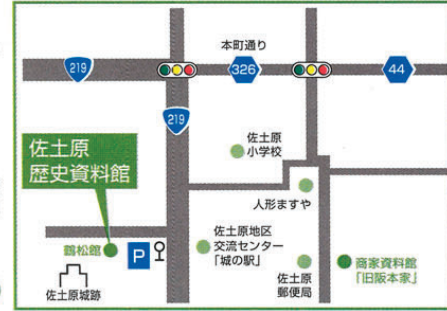 本町通り
219
326
44
219
佐土原
小学校
佐土原
歴史資料館
人形ますや
鶴松館
P
佐土原地区
交流センター
「城の駅」
佐土原
郵便局
商家資料館
「旧阪本家」
佐土原城跡